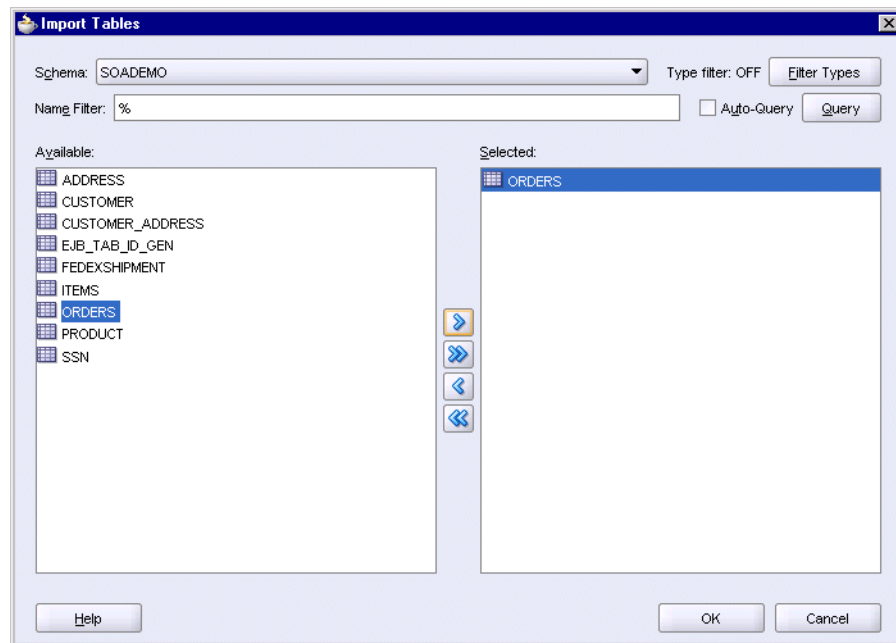 Import Tables
Schema: SOADEMO Type filter: OFF Filter Types
Name Filter: % Auto-Query Query
Available: Selected:
ADDRESS ORDERS
CUSTOMER
CUSTOMER_ADDRESS
EJB_TAB_ID_GEN
FEDEXSHIPMENT
ITEMS
ORDERS
PRODUCT
SSN
Help OK Cancel